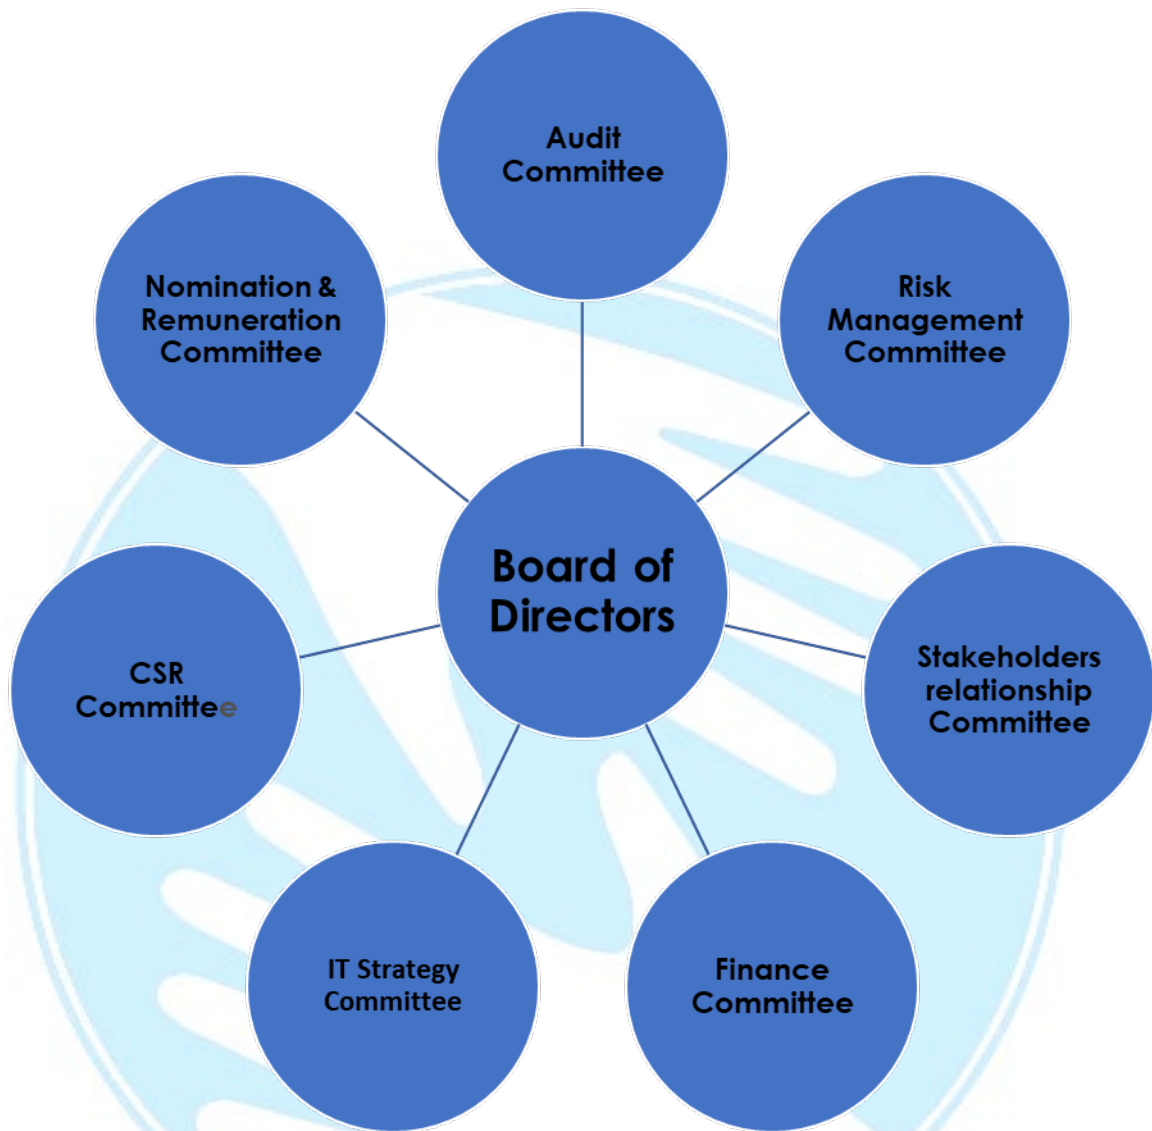 Audit
Committee
Nomination &
Remuneration
Committee
Risk
Management
Committee
Board of
Directors
CSR
Committee
Stakeholders
relationship
Committee
IT Strategy
Committee
Finance
Committee